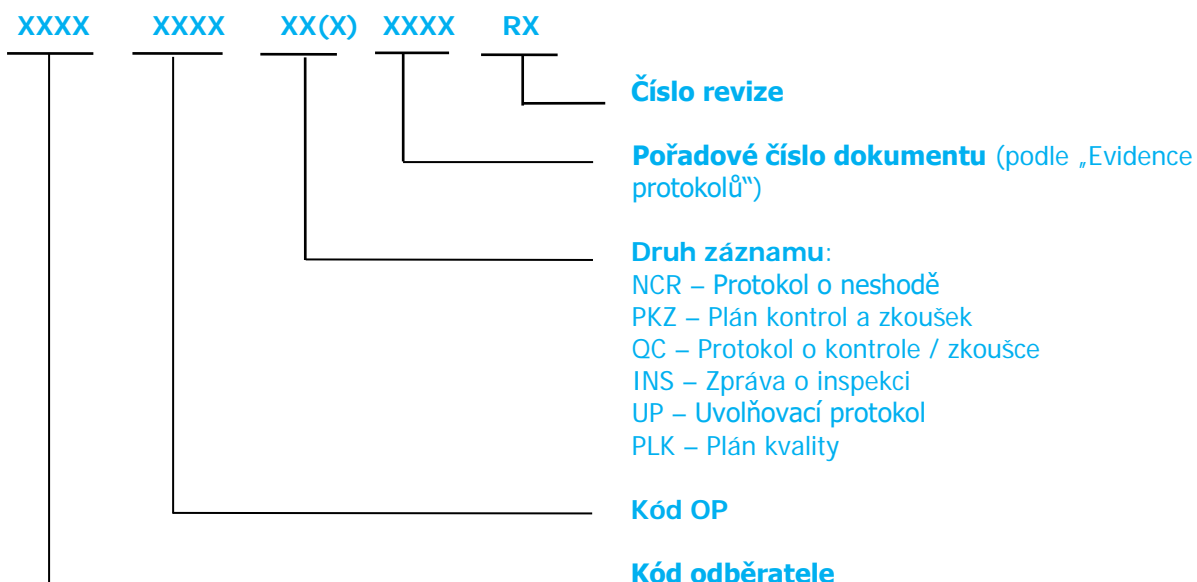 XXXX XXXX XX(X) XXXX RX
Číslo revize
Pořadové číslo dokumentu (podle „Evidence
protokolů“)
Druh záznamu:
NCR – Protokol o neshodě
PKZ – Plán kontrol a zkoušek
QC – Protokol o kontrole / zkoušce
INS – Zpráva o inspekci
UP – Uvolňovací protokol
PLK – Plán kvality
Kód OP
Kód odběratele